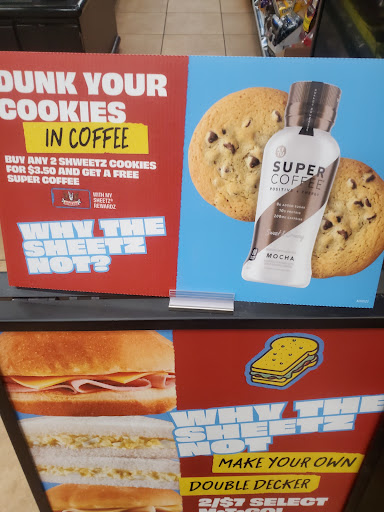 DUNK YOUR
COOKIES
IN COFFEE
BUY ANY 2 SHWEETZ COOKIES
FOR $3.50 AND GET A FREE
SUPER COFFEE
WITH MY
SHEETZ
REWARDZ
WHY THE
SHEETZ
NOT?
SUPER
COFFEE
MOCHA
WHY THE
SHEETZ
NOT
MAKE YOUR OWN
DOUBLE DECKER
2/$7 SELECT